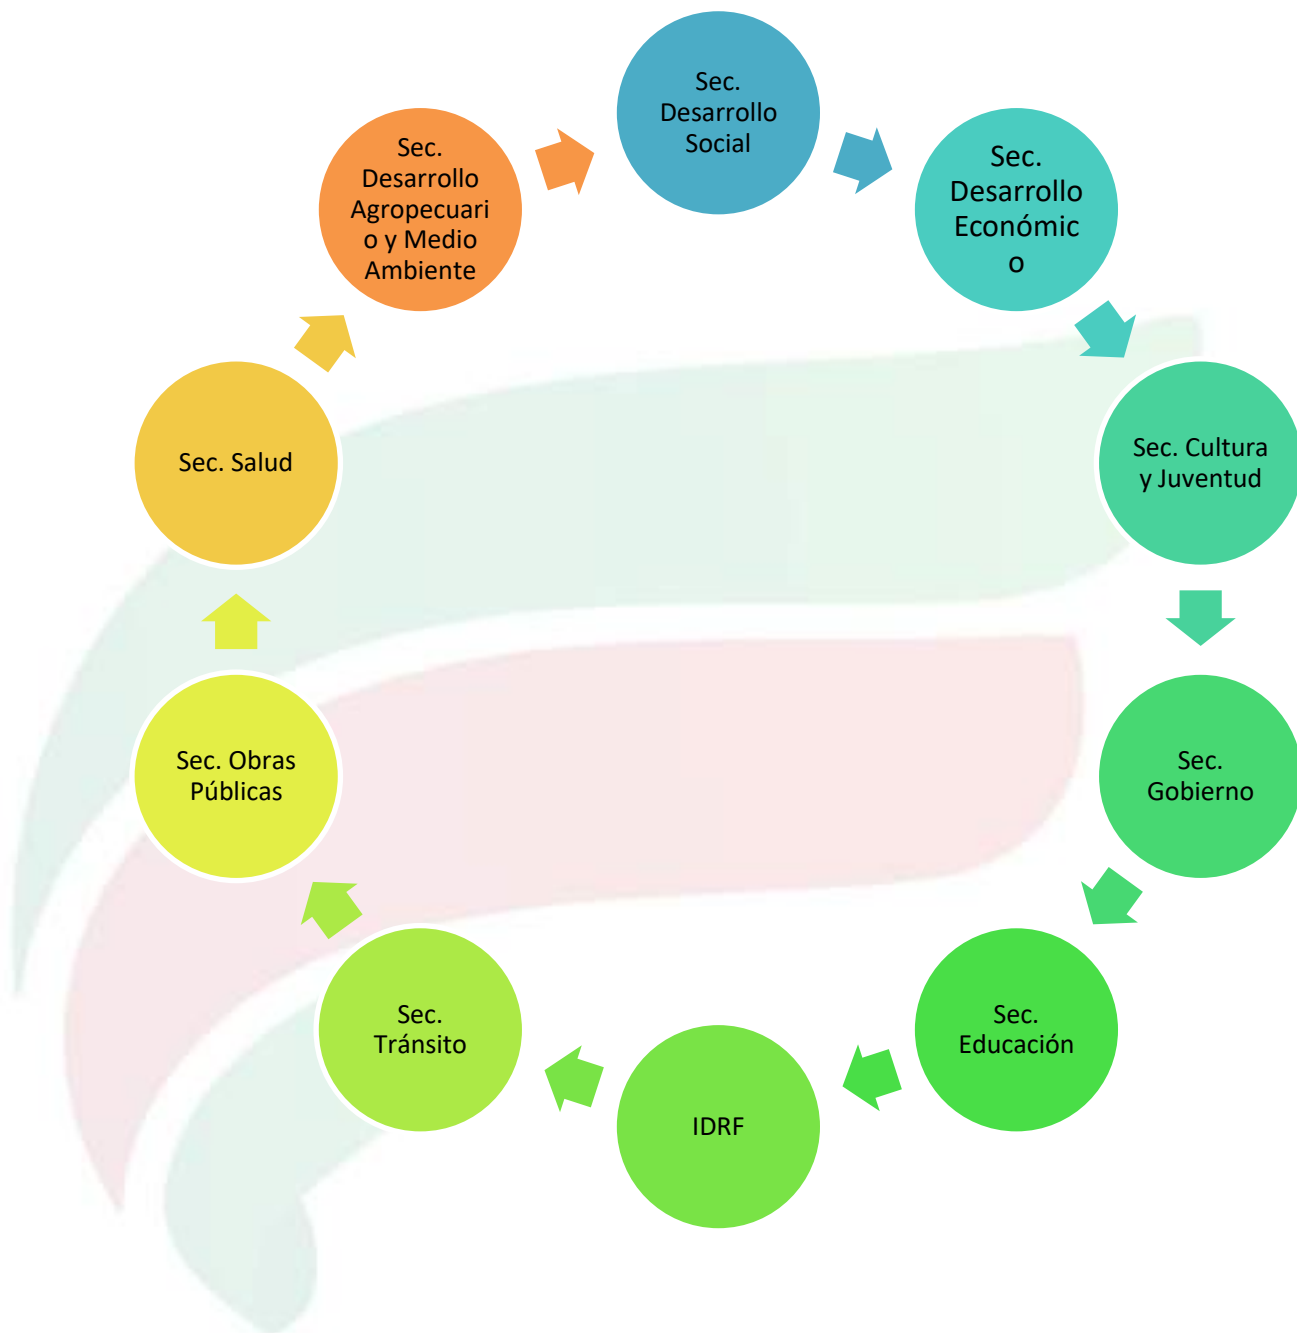 Sec.
Desarrollo
Social
Sec.
Desarrollo
Económic
o
Sec. Cultura
y Juventud
Sec.
Gobierno
Sec.
Educación
IDRF
Sec.
Tránsito
Sec. Obras
Públicas
Sec. Salud
Sec.
Desarrollo
Agropecuari
o y Medio
Ambiente